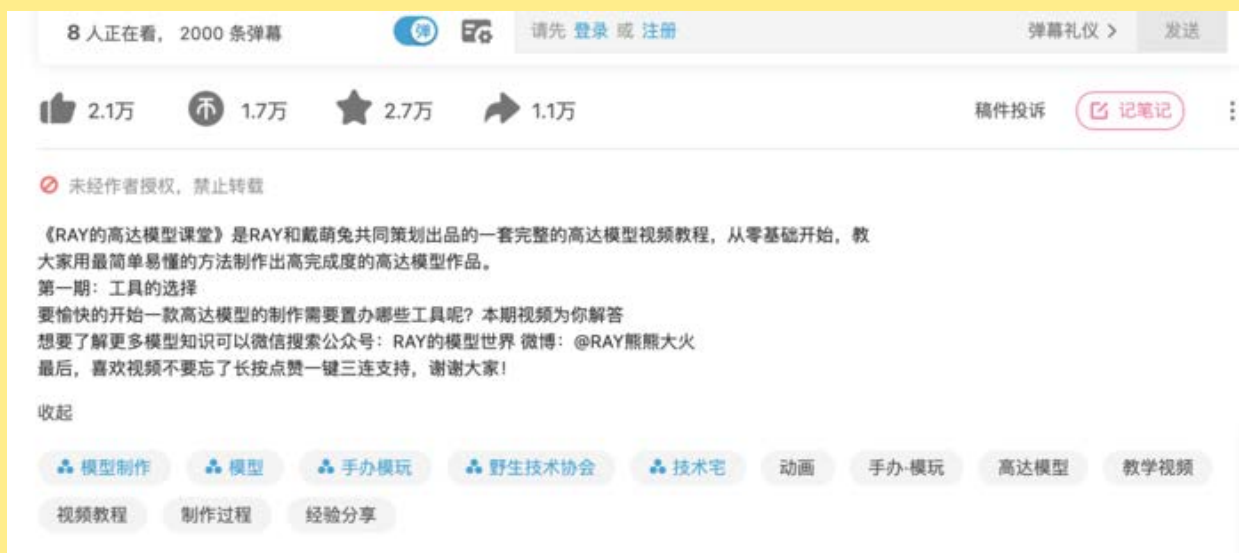 8 人正在看， 2000 条弹幕 弹 请先 登录 或 注册 弹幕礼仪 > 发送
2.1万 币 1.7万 2.7万 1.1万 稿件投诉 记笔记
未经作者授权，禁止转载
《RAY的高达模型课堂》是RAY和戴萌兔共同策划出品的一套完整的高达模型视频教程，从零基础开始，教
大家用最简单易懂的方法制作出高完成度的高达模型作品。
第一期：工具的选择
要愉快的开始一款高达模型的制作需要置办哪些工具呢？本期视频为你解答
想要了解更多模型知识可以微信搜索公众号：RAY的模型世界 微博：@RAY熊熊大火
最后，喜欢视频不要忘了长按点赞一键三连支持，谢谢大家！
收起
模型制作 模型 手办模玩 野生技术协会 技术宅 动画 手办-模玩 高达模型 教学视频
视频教程 制作过程 经验分享